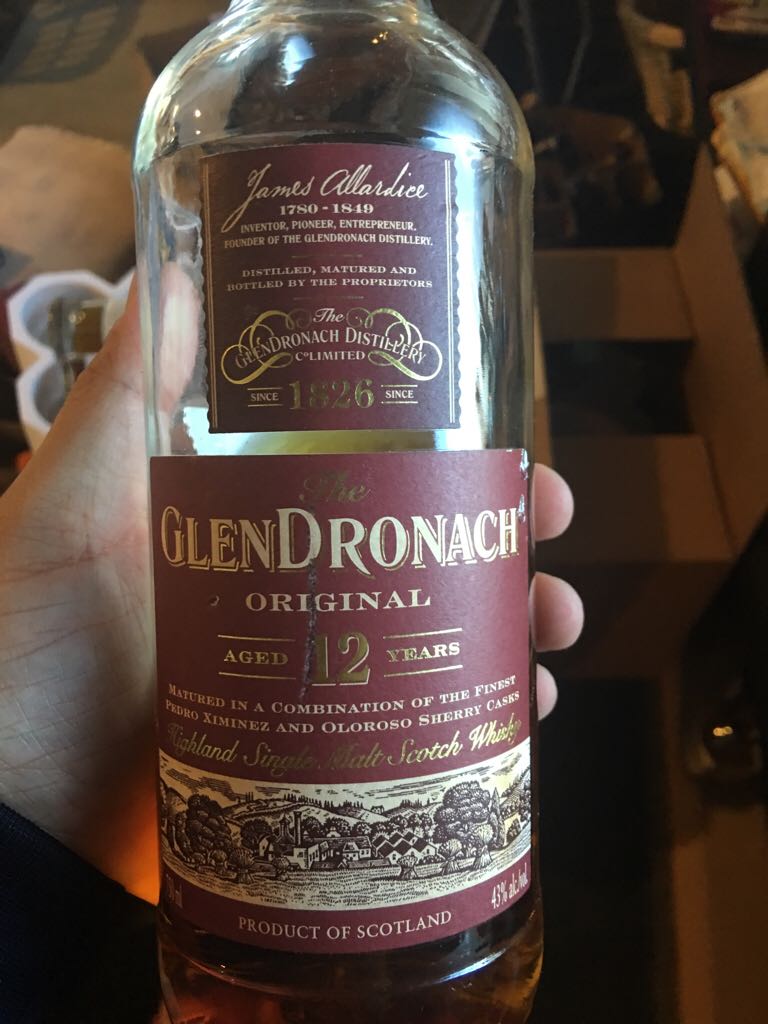 James Allardice
1780 - 1849
INVENTOR, PIONEER, ENTREPRENEUR.
FOUNDER OF THE GLENDRONACH DISTILLERY.
DISTILLED, MATURED AND
BOTTLED BY THE PROPRIETORS
The
GLENDRONACH DISTILLERY
Co LIMITED
SINCE 1826 SINCE
The
GLENDRONACH
ORIGINAL
AGED 12 YEARS
MATURED IN A COMBINATION OF THE FINEST
PEDRO XIMINEZ AND OLOROSO SHERRY CASKS
Highland Single Malt Scotch Whisky
43% alc./vol.
PRODUCT OF SCOTLAND